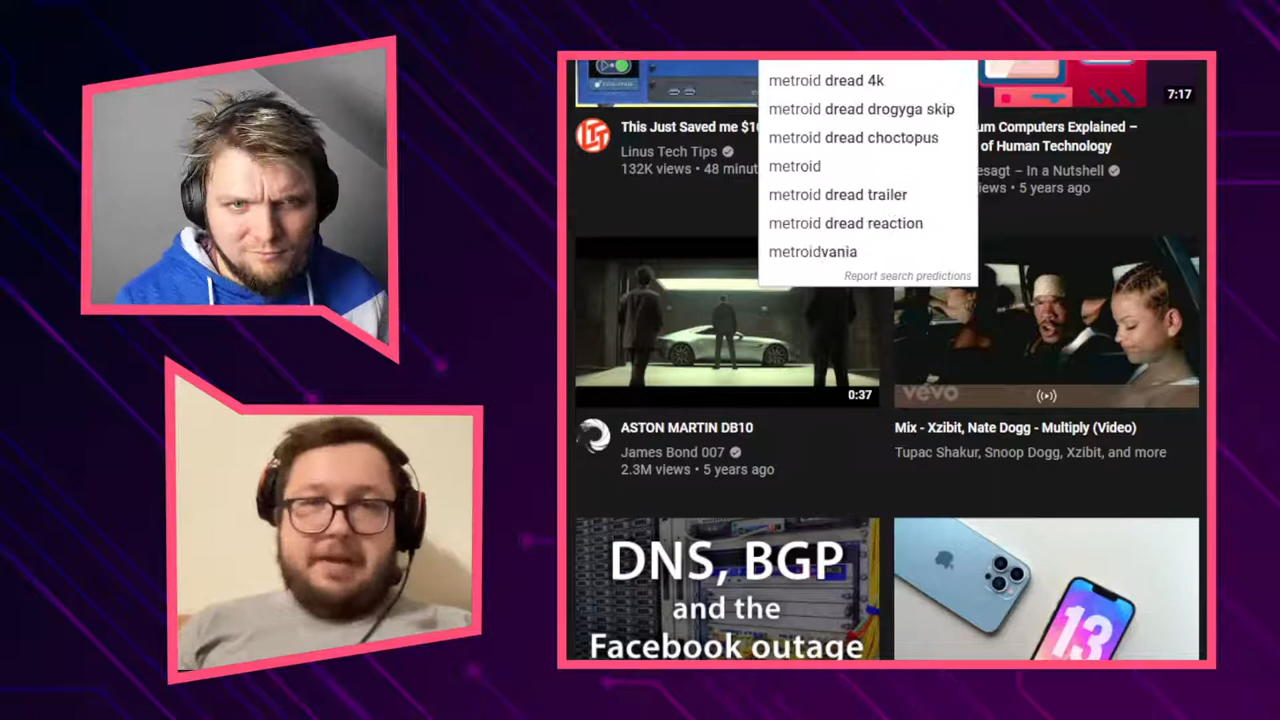 metroid dread 4k
metroid dread drogyga skip
metroid dread choctopus
metroid
metroid dread trailer
metroid dread reaction
metroidvania
Report search predictions
7:17
This Just Saved me $1
Linus Tech Tips
132K views • 48 minut
um Computers Explained –
of Human Technology
esagt – In a Nutshell
iews • 5 years ago
0:37
ASTON MARTIN DB10
James Bond 007
2.3M views • 5 years ago
vevo
Mix - Xzibit, Nate Dogg - Multiply (Video)
Tupac Shakur, Snoop Dogg, Xzibit, and more
DNS, BGP
and the
Facebook outage
13